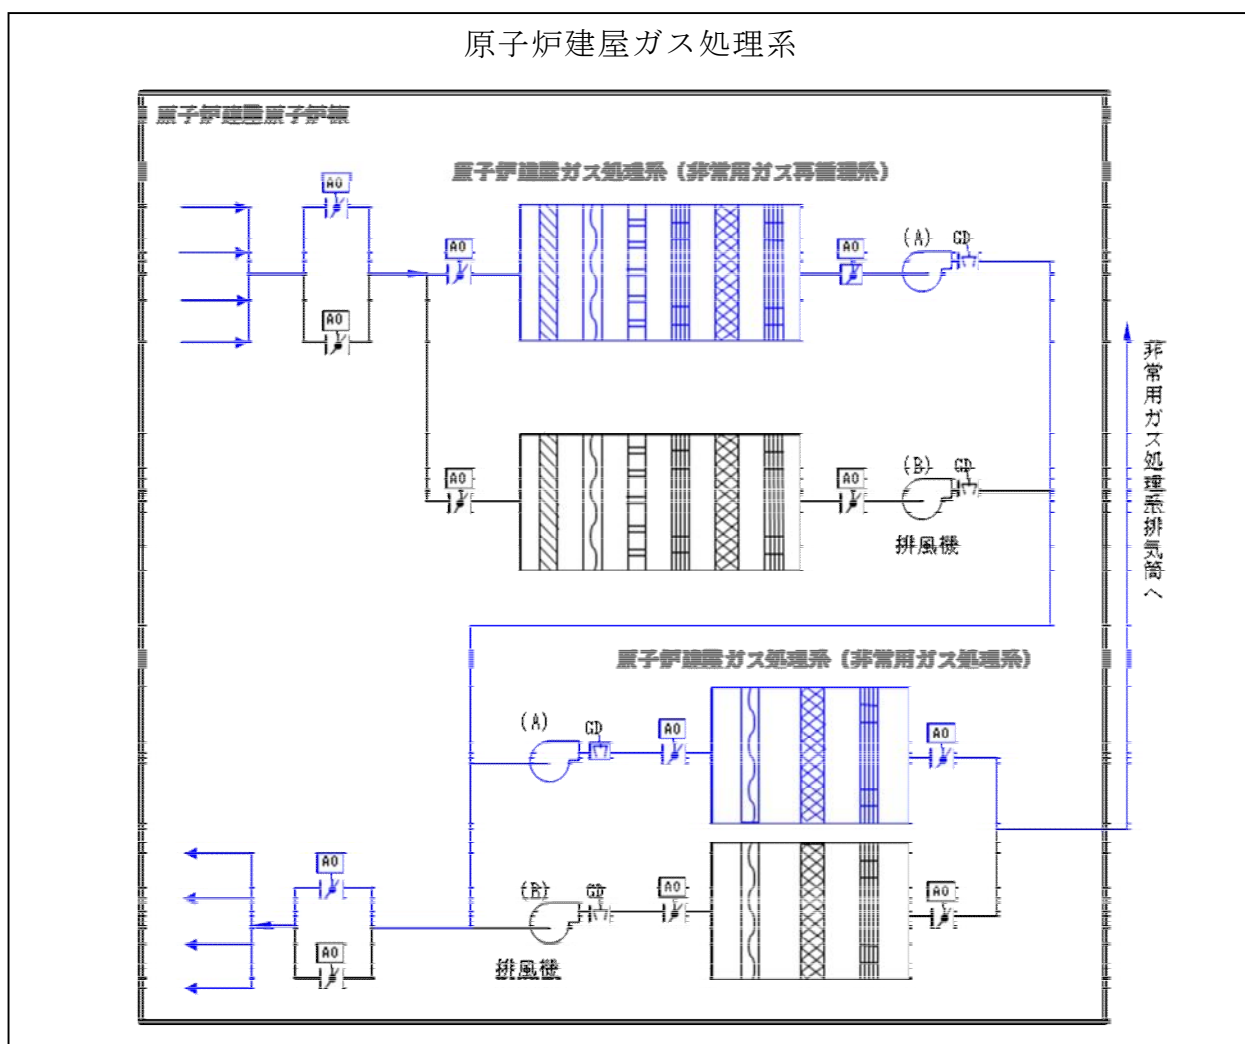 原子炉建屋ガス処理系
原子炉建屋原子炉棟
原子炉建屋ガス処理系(非常用ガス再循環系)
AO
AO
AO
(A)
GD
AO
AO
(B)
GD
AO
排風機
非常用ガス処理系排気筒へ
原子炉建屋ガス処理系(非常用ガス処理系)
(A)
GD
AO
AO
AO
(B)
GD
AO
AO
AO
排風機